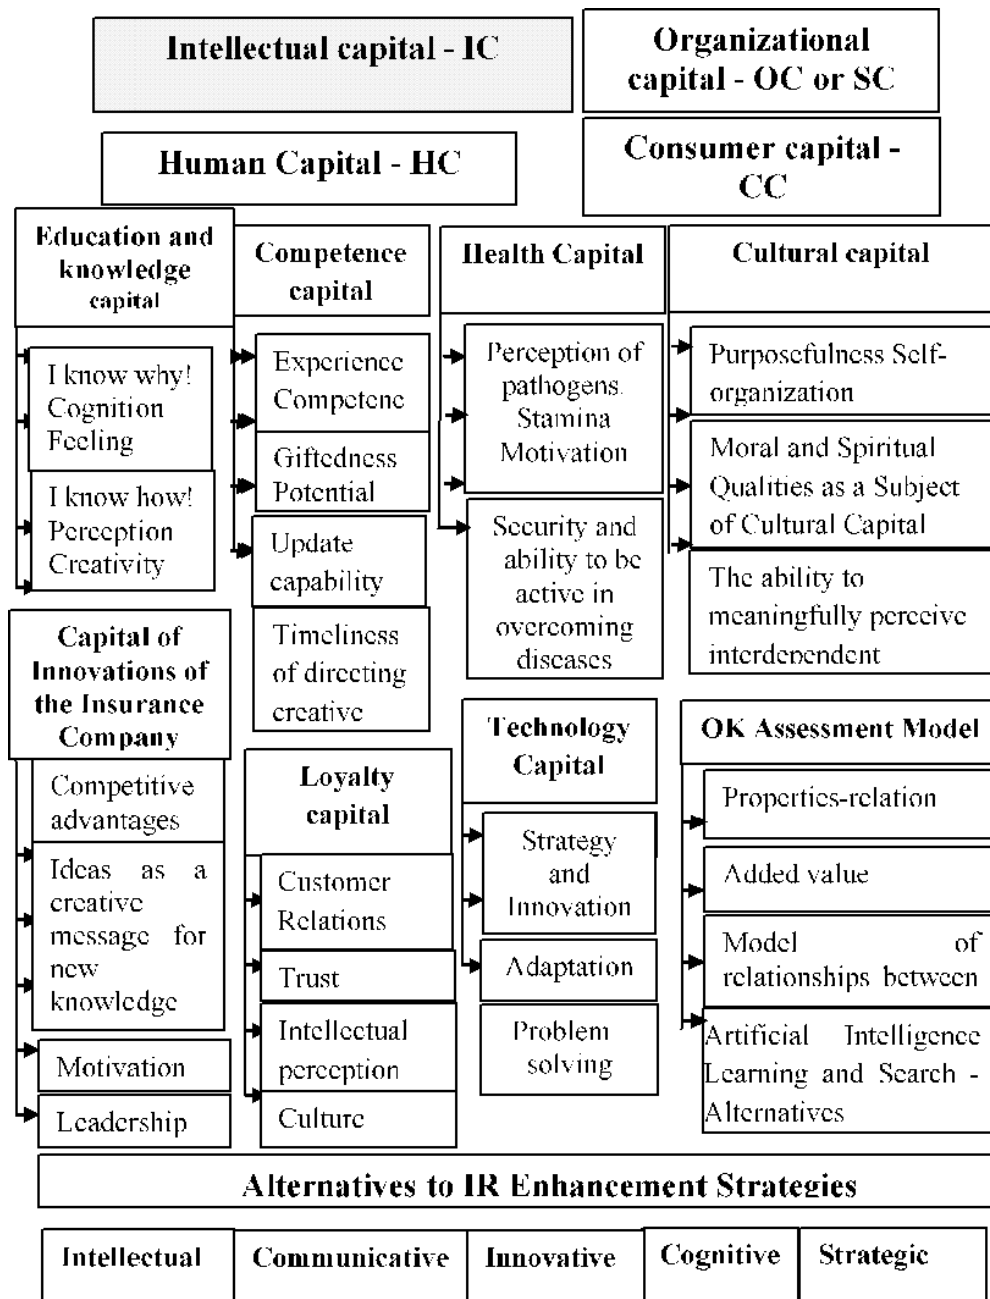 Intellectual capital - IC
Organizational
capital - OC or SC
Human Capital - HC
Consumer capital -
CC
Education and
knowledge
capital
Competence
capital
Health Capital
Cultural capital
I know why!
Cognition
Feeling
I know how!
Perception
Creativity
Experience
Competenc
Giftedness
Potential
Update
capability
Timeliness
of directing
creative
Perception of
pathogens.
Stamina
Motivation
Security and
ability to be
active in
overcoming
diseases
Purposefulness Self-
organization
Moral and Spiritual
Qualities as a Subject
of Cultural Capital
The ability to
meaningfully perceive
interdependent
Capital of
Innovations of
the Insurance
Company
Competitive
advantages
Ideas as a
creative
message for
new
knowledge
Motivation
Leadership
Loyalty
capital
Customer
Relations
Trust
Intellectual
perception
Culture
Technology
Capital
Strategy
and
Innovation
Adaptation
Problem
solving
OK Assessment Model
Properties-relation
Added value
Model of
relationships between
Artificial Intelligence
Learning and Search -
Alternatives
Alternatives to IR Enhancement Strategies
Intellectual
Communicative
Innovative
Cognitive
Strategic